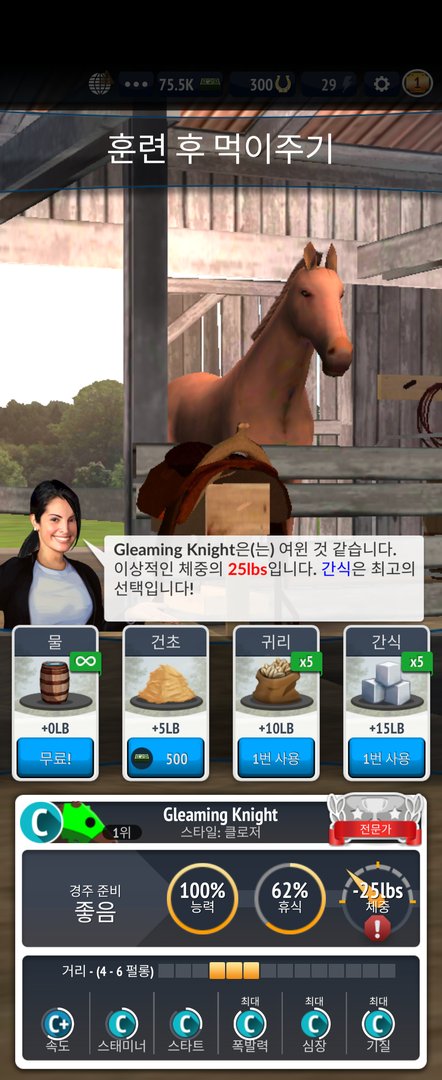 75.5K
300
29
1
훈련 후 먹이주기
Gleaming Knight은(는) 여윈 것 같습니다.
이상적인 체중의 25lbs입니다. 간식은 최고의
선택입니다!
물 건초 귀리 간식
∞ x5 x5
+0LB +5LB +10LB +15LB
무료! 500 1번 사용 1번 사용
C 1위 Gleaming Knight
스타일: 클로저
전문가
경주 준비
좋음
100%
능력
62%
휴식
-25lbs
체중
!
거리 - (4 - 6 펄롱)
최대 최대 최대
C+ C C C C C
속도 스태미너 스타트 폭발력 심장 기질